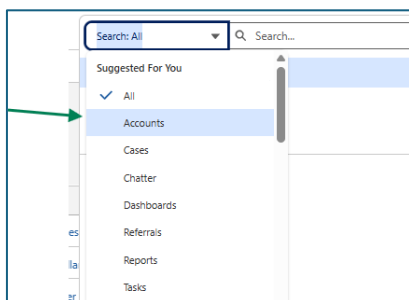 Search: All
Search...
Suggested For You
All
Accounts
Cases
Chatter
Dashboards
Referrals
Reports
Tasks